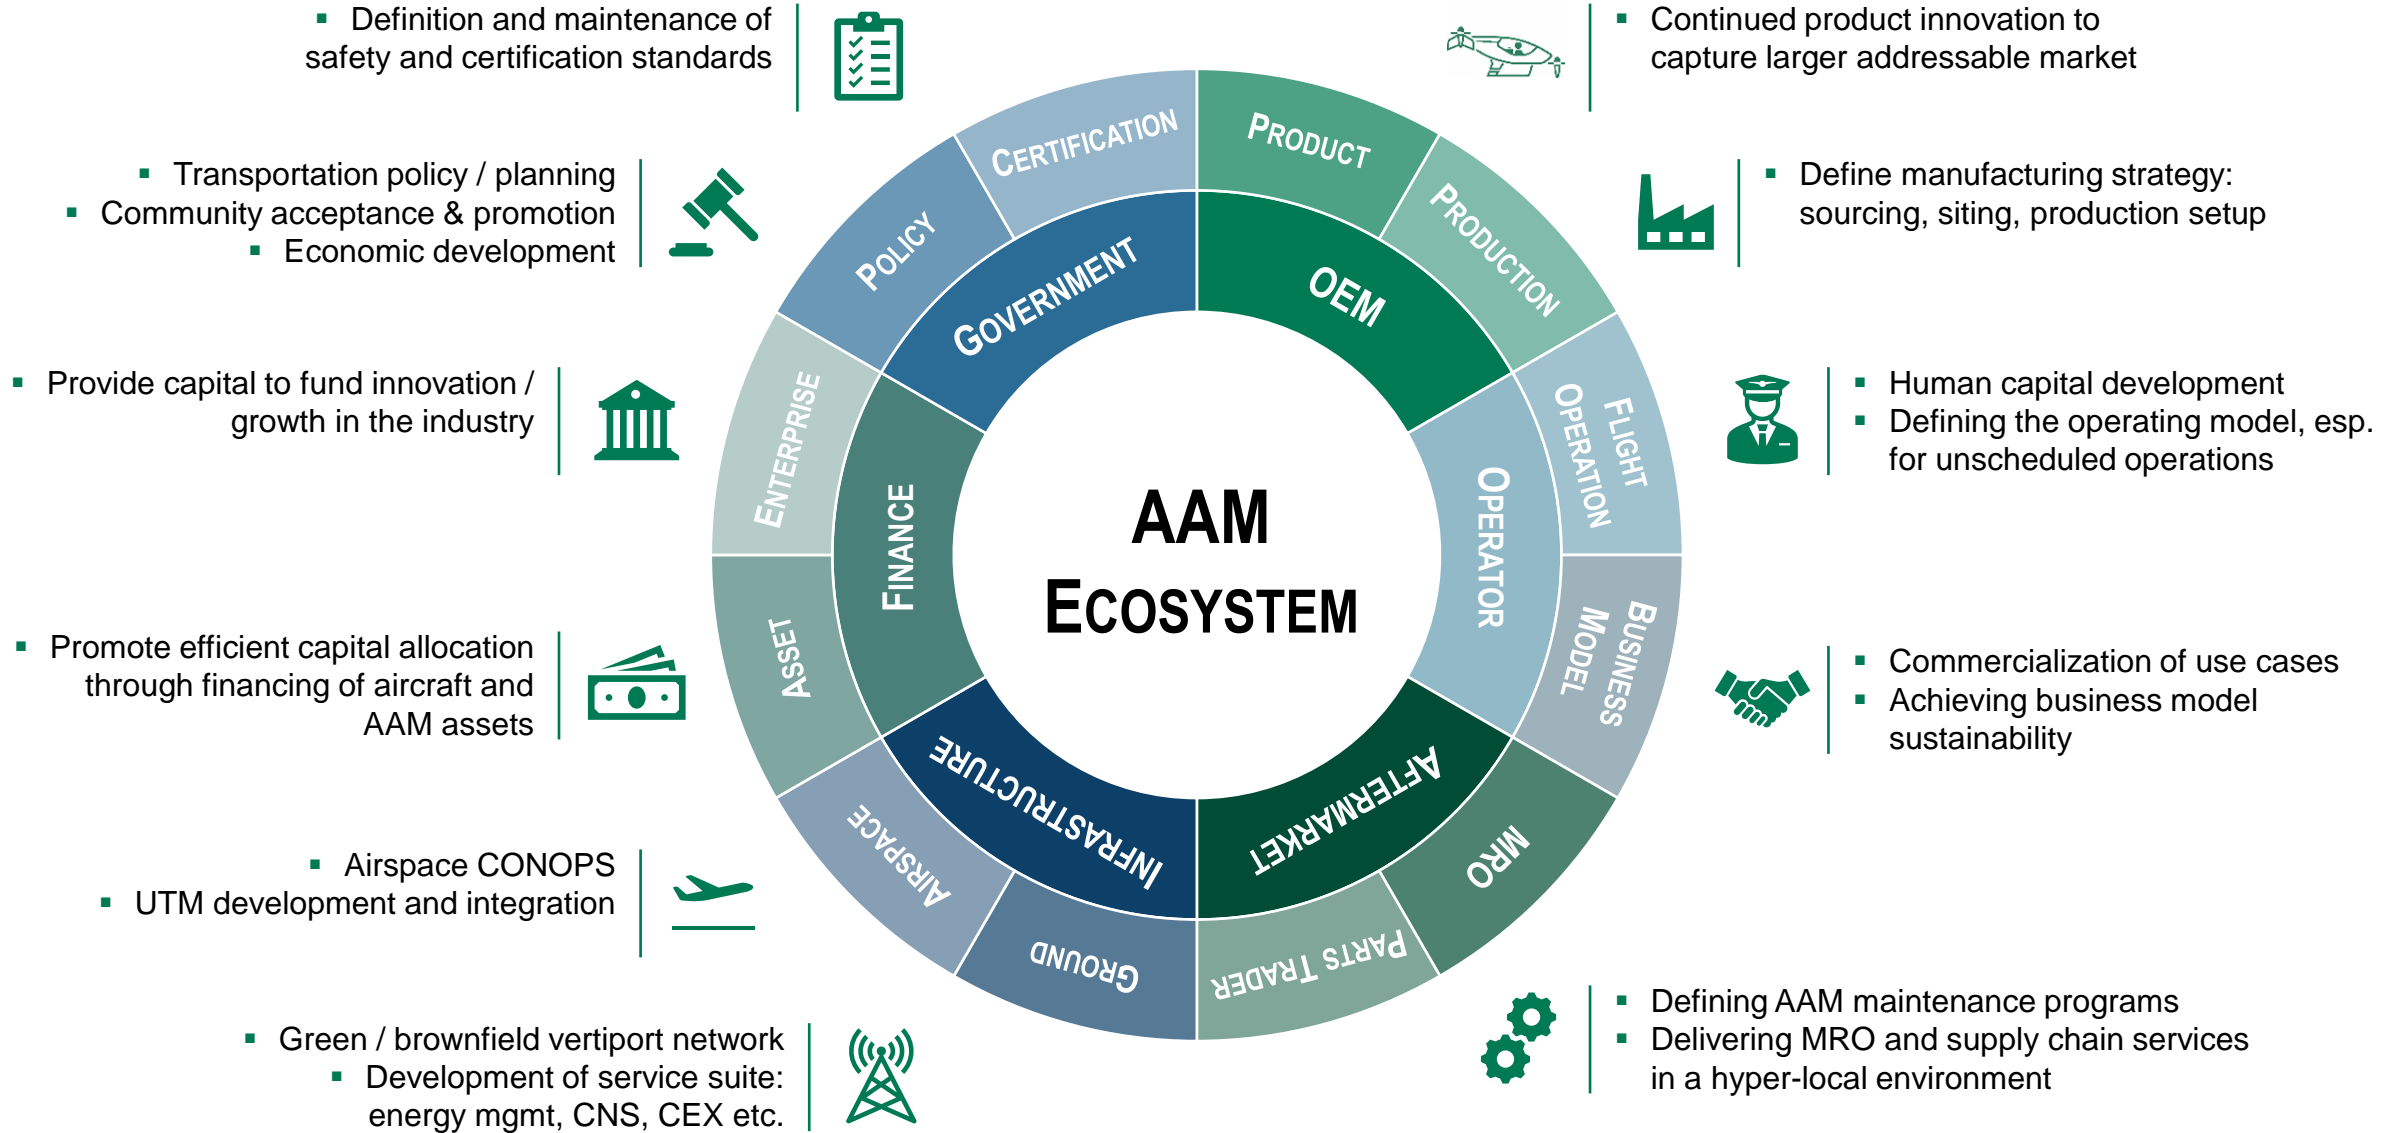 ▪ Definition and maintenance of
safety and certification standards
▪ Transportation policy / planning
▪ Community acceptance & promotion
▪ Economic development
▪ Provide capital to fund innovation /
growth in the industry
▪ Promote efficient capital allocation
through financing of aircraft and
AAM assets
▪ Airspace CONOPS
▪ UTM development and integration
▪ Green / brownfield vertiport network
▪ Development of service suite:
energy mgmt, CNS, CEX etc.
CERTIFICATION
POLICY
GOVERNMENT
ENTERPRISE
ASSET
FINANCE
AIRSPACE
GROUND
INFRASTRUCTURE
AAM
ECOSYSTEM
PRODUCT
PRODUCTION
OEM
FLIGHT
OPERATION
BUSINESS
MODEL
OPERATOR
MRO
PARTS TRADER
AFTERMARKET
▪ Continued product innovation to
capture larger addressable market
▪ Define manufacturing strategy:
sourcing, siting, production setup
▪ Human capital development
▪ Defining the operating model, esp.
for unscheduled operations
▪ Commercialization of use cases
▪ Achieving business model
sustainability
▪ Defining AAM maintenance programs
▪ Delivering MRO and supply chain services
in a hyper-local environment